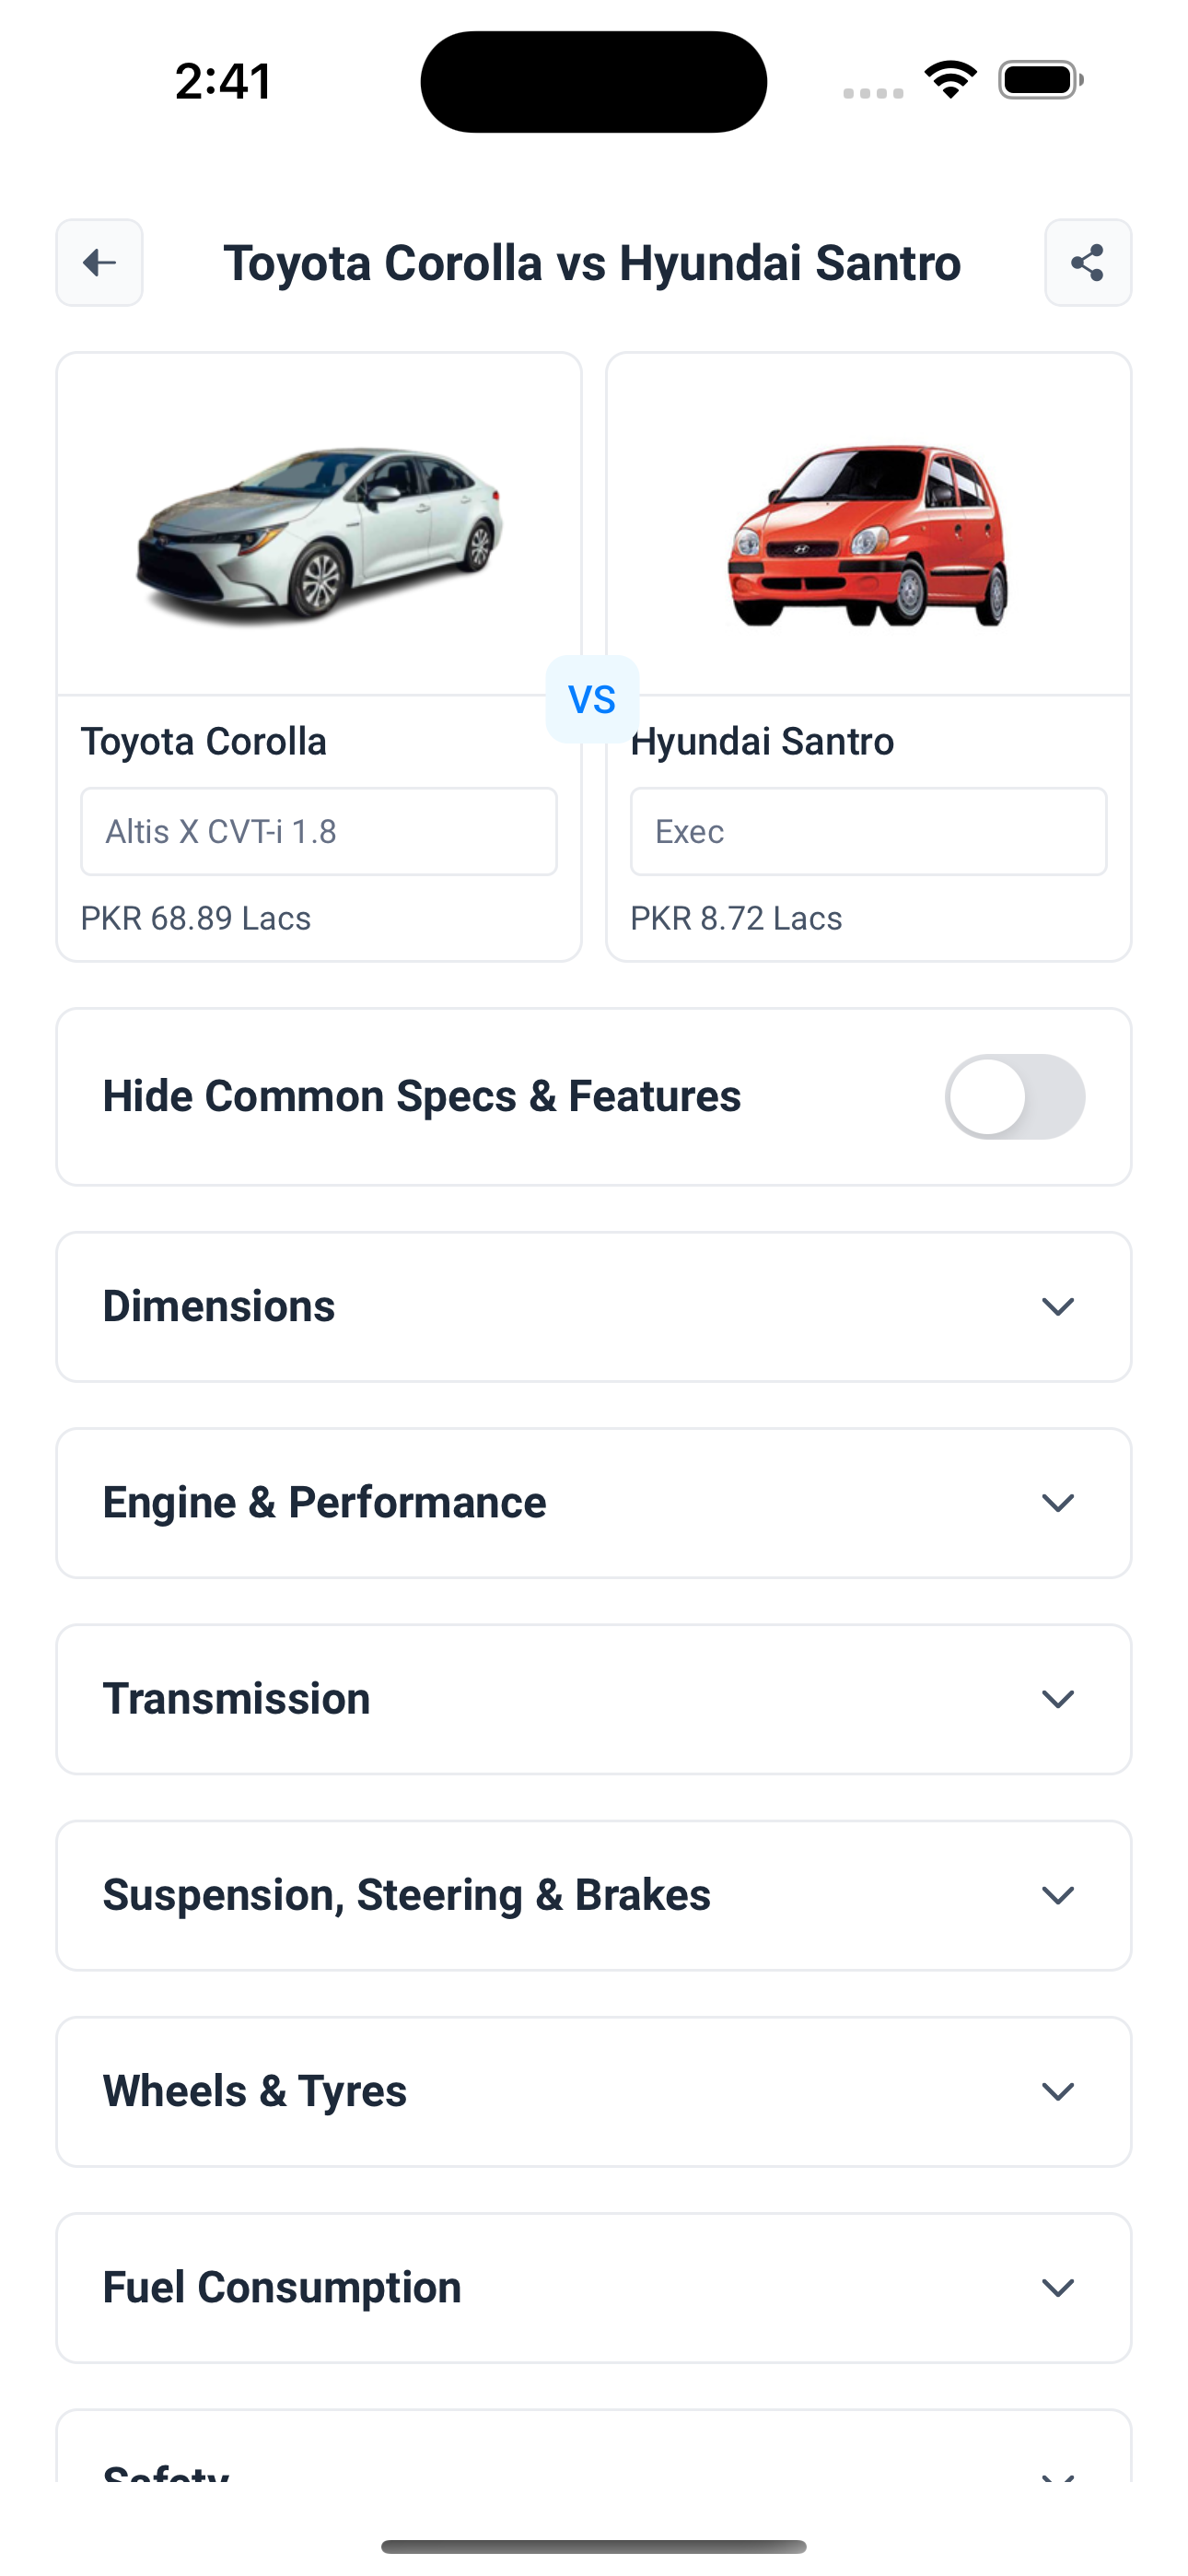 2:41
Toyota Corolla vs Hyundai Santro
VS
Toyota Corolla
Hyundai Santro
Altis X CVT-i 1.8
Exec
PKR 68.89 Lacs
PKR 8.72 Lacs
Hide Common Specs & Features
Dimensions
Engine & Performance
Transmission
Suspension, Steering & Brakes
Wheels & Tyres
Fuel Consumption
Safety